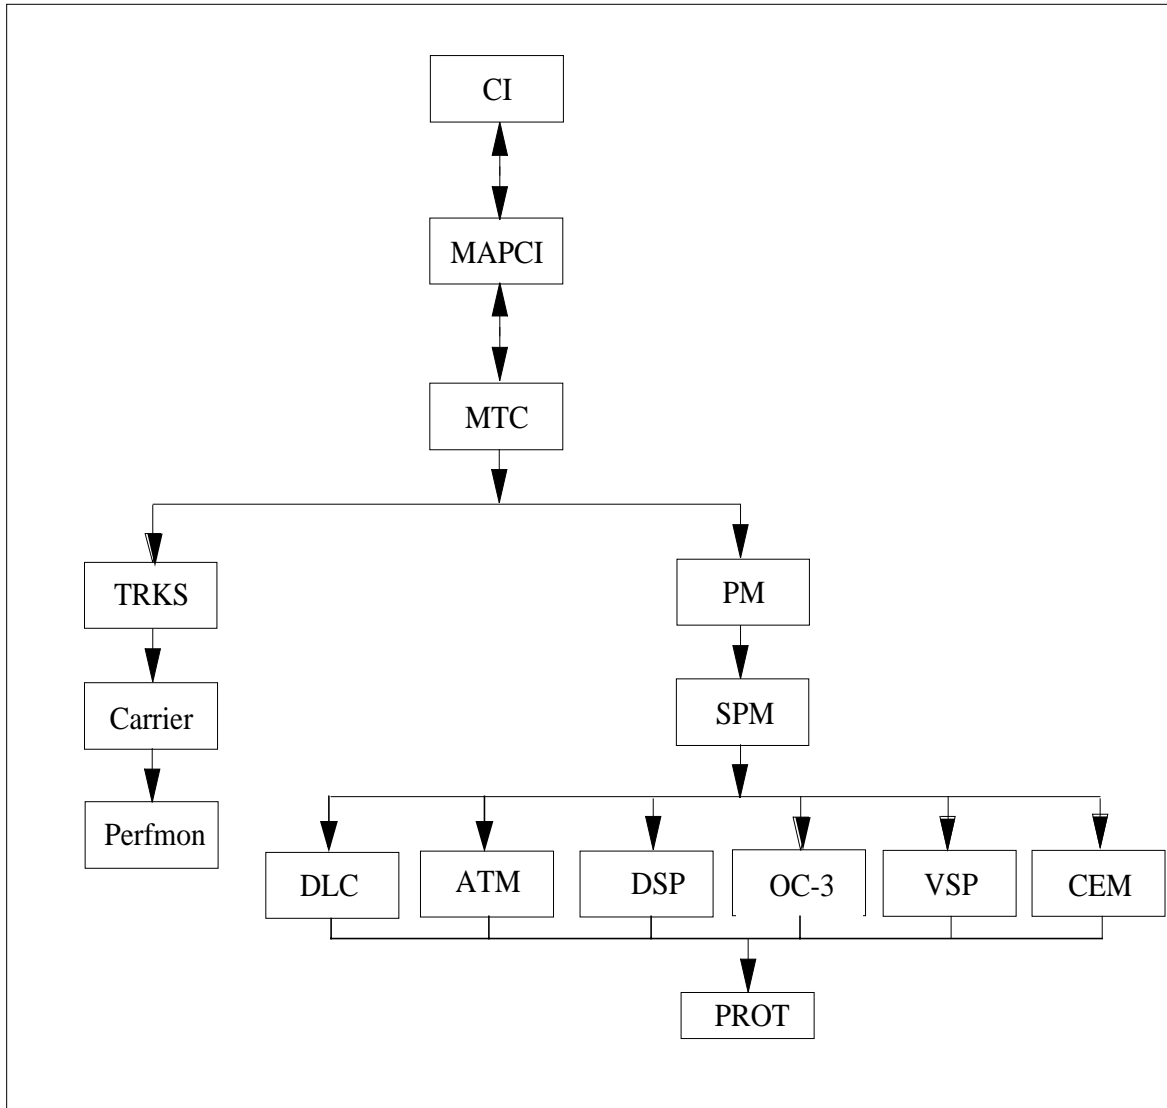 CI
MAPCI
MTC
TRKS
PM
Carrier
SPM
Perfmon
DLC
ATM
DSP
OC-3
VSP
CEM
PROT